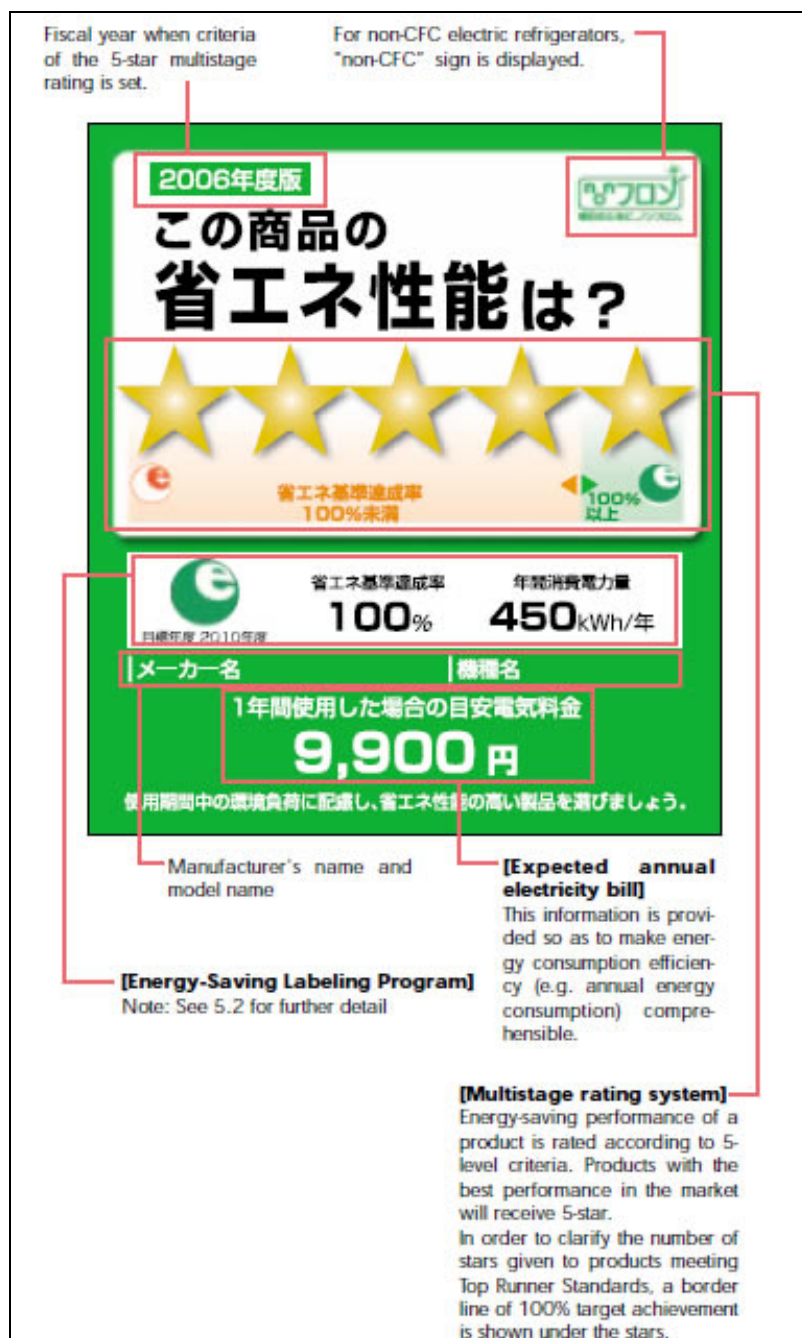 Fiscal year when criteria
of the 5-star multistage
rating is set.
For non-CFC electric refrigerators,
"non-CFC" sign is displayed.
2006年度版
この商品の
省エネ性能は？
省エネ基準達成率
100%未満
100%
以上
目標年度 2010年度
省エネ基準達成率
100%
年間消費電力量
450kWh/年
メーカー名
機種名
1年間使用した場合の目安電気料金
9,900円
使用期間中の環境負荷に配慮し、省エネ性能の高い製品を選びましょう。
Manufacturer's name and
model name
[Energy-Saving Labeling Program]
Note: See 5.2 for further detail
[Expected annual
electricity bill]
This information is provi-
ded so as to make ener-
gy consumption efficien-
cy (e.g. annual energy
consumption) compre-
hensible.
[Multistage rating system]
Energy-saving performance of a
product is rated according to 5-
level criteria. Products with the
best performance in the market
will receive 5-star.
In order to clarify the number of
stars given to products meeting
Top Runner Standards, a border
line of 100% target achievement
is shown under the stars.